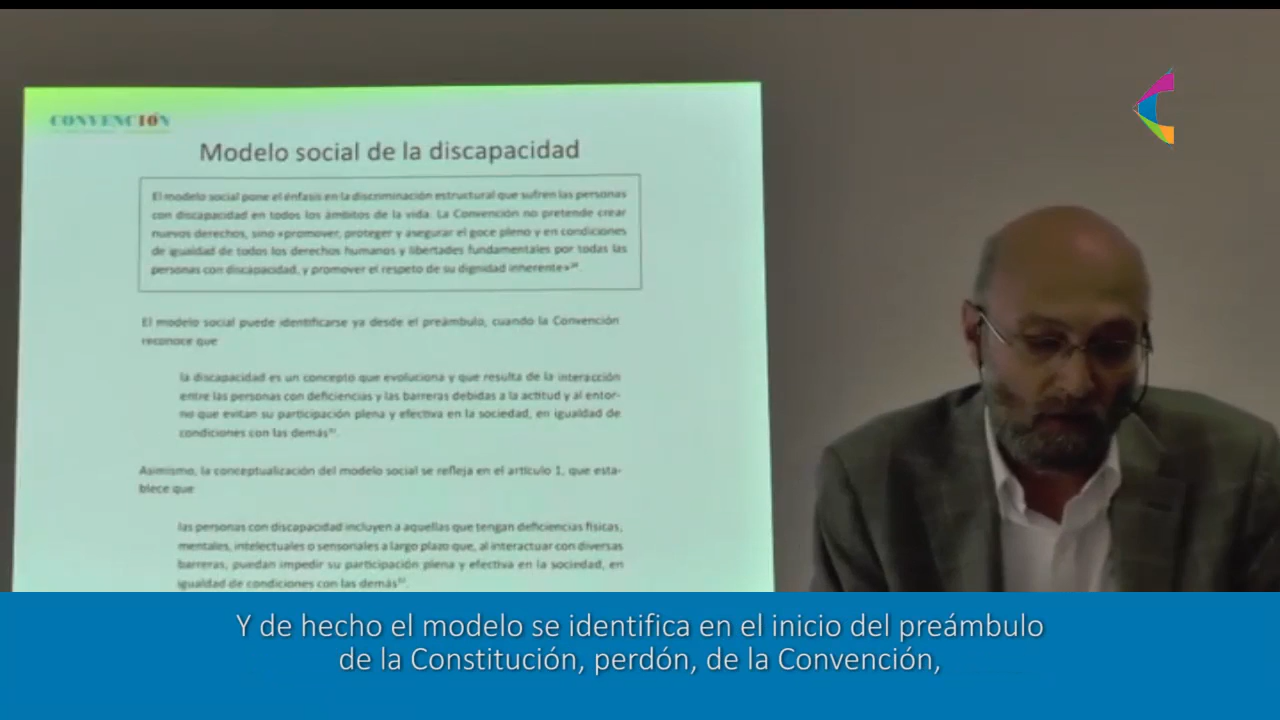 CONVENCIÓN
Modelo social de la discapacidad
El modelo social pone el énfasis en la discriminación estructural que sufren las personas
con discapacidad en todos los ámbitos de la vida. La Convención no pretende crear
nuevos derechos, sino «promover, proteger y asegurar el goce pleno y en condiciones
de igualdad de todos los derechos humanos y libertades fundamentales por todas las
personas con discapacidad, y promover el respeto de su dignidad inherente»
El modelo social puede identificarse ya desde el preámbulo, cuando la Convención
reconoce que
la discapacidad es un concepto que evoluciona y que resulta de la interacción
entre las personas con deficiencias y las barreras debidas a la actitud y al entor-
no que evitan su participación plena y efectiva en la sociedad, en igualdad de
condiciones con las demás
Asimismo, la conceptualización del modelo social se refleja en el artículo 1, que esta-
blece que
las personas con discapacidad incluyen a aquellas que tengan deficiencias físicas,
mentales, intelectuales o sensoriales a largo plazo que, al interactuar con diversas
barreras, puedan impedir su participación plena y efectiva en la sociedad, en
igualdad de condiciones con las demás
Y de hecho el modelo se identifica en el inicio del preámbulo
de la Constitución, perdón, de la Convención,